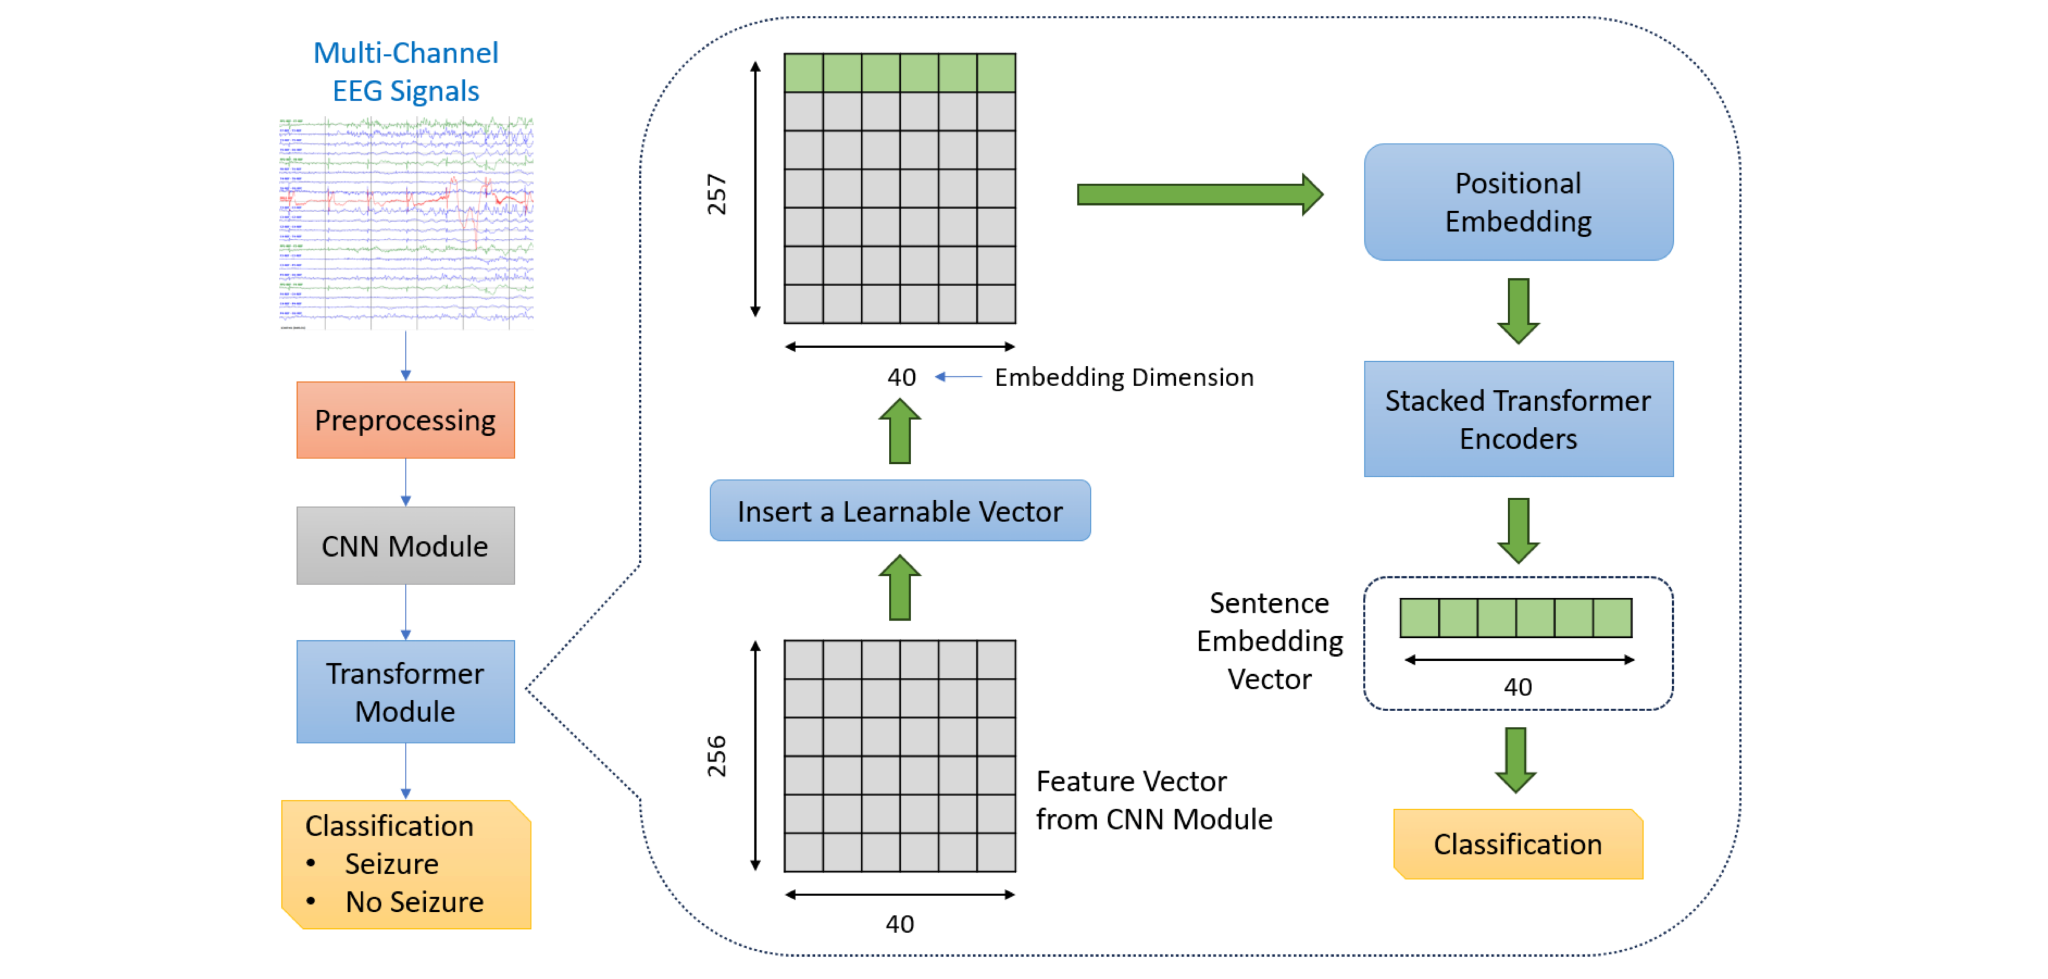 Multi-Channel
EEG Signals
Preprocessing
CNN Module
Transformer
Module
Classification
• Seizure
• No Seizure
257
40
Embedding Dimension
Insert a Learnable Vector
256
40
Feature Vector
from CNN Module
Positional
Embedding
Stacked Transformer
Encoders
Sentence
Embedding
Vector
40
Classification